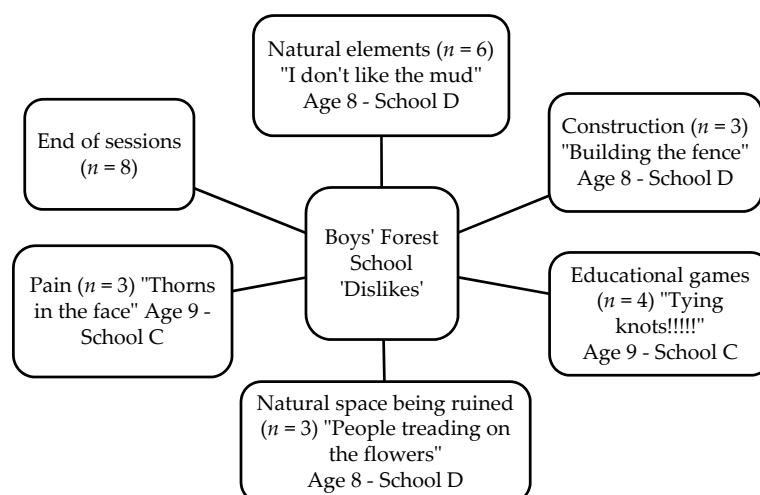 Natural elements (n = 6)
"I don't like the mud"
Age 8 - School D
End of sessions
(n = 8)
Construction (n = 3)
"Building the fence"
Age 8 - School D
Boys' Forest
School
'Dislikes'
Pain (n = 3) "Thorns
in the face" Age 9 -
School C
Educational games
(n = 4) "Tying
knots!!!!!"
Age 9 - School C
Natural space being ruined
(n = 3) "People treading on
the flowers"
Age 8 - School D